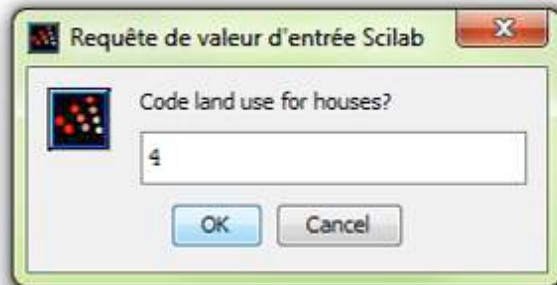 Requête de valeur d'entrée Scilab
Code land use for houses?
4
OK Cancel